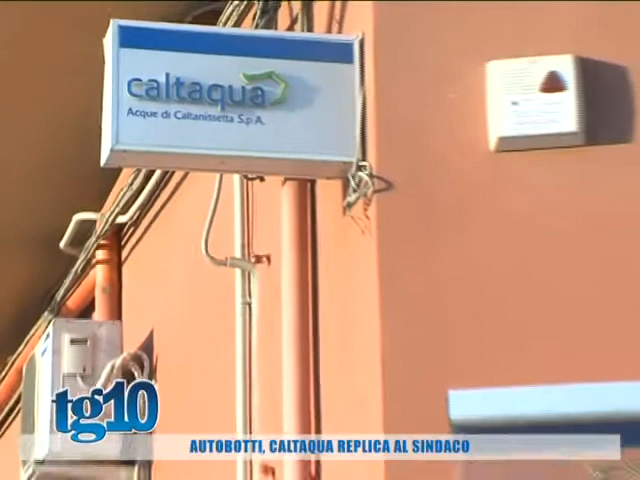 caltaqua
Acque di Caltanissetta S.p.A.
tg10
AUTOBOTTI, CALTAQUA REPLICA AL SINDACO